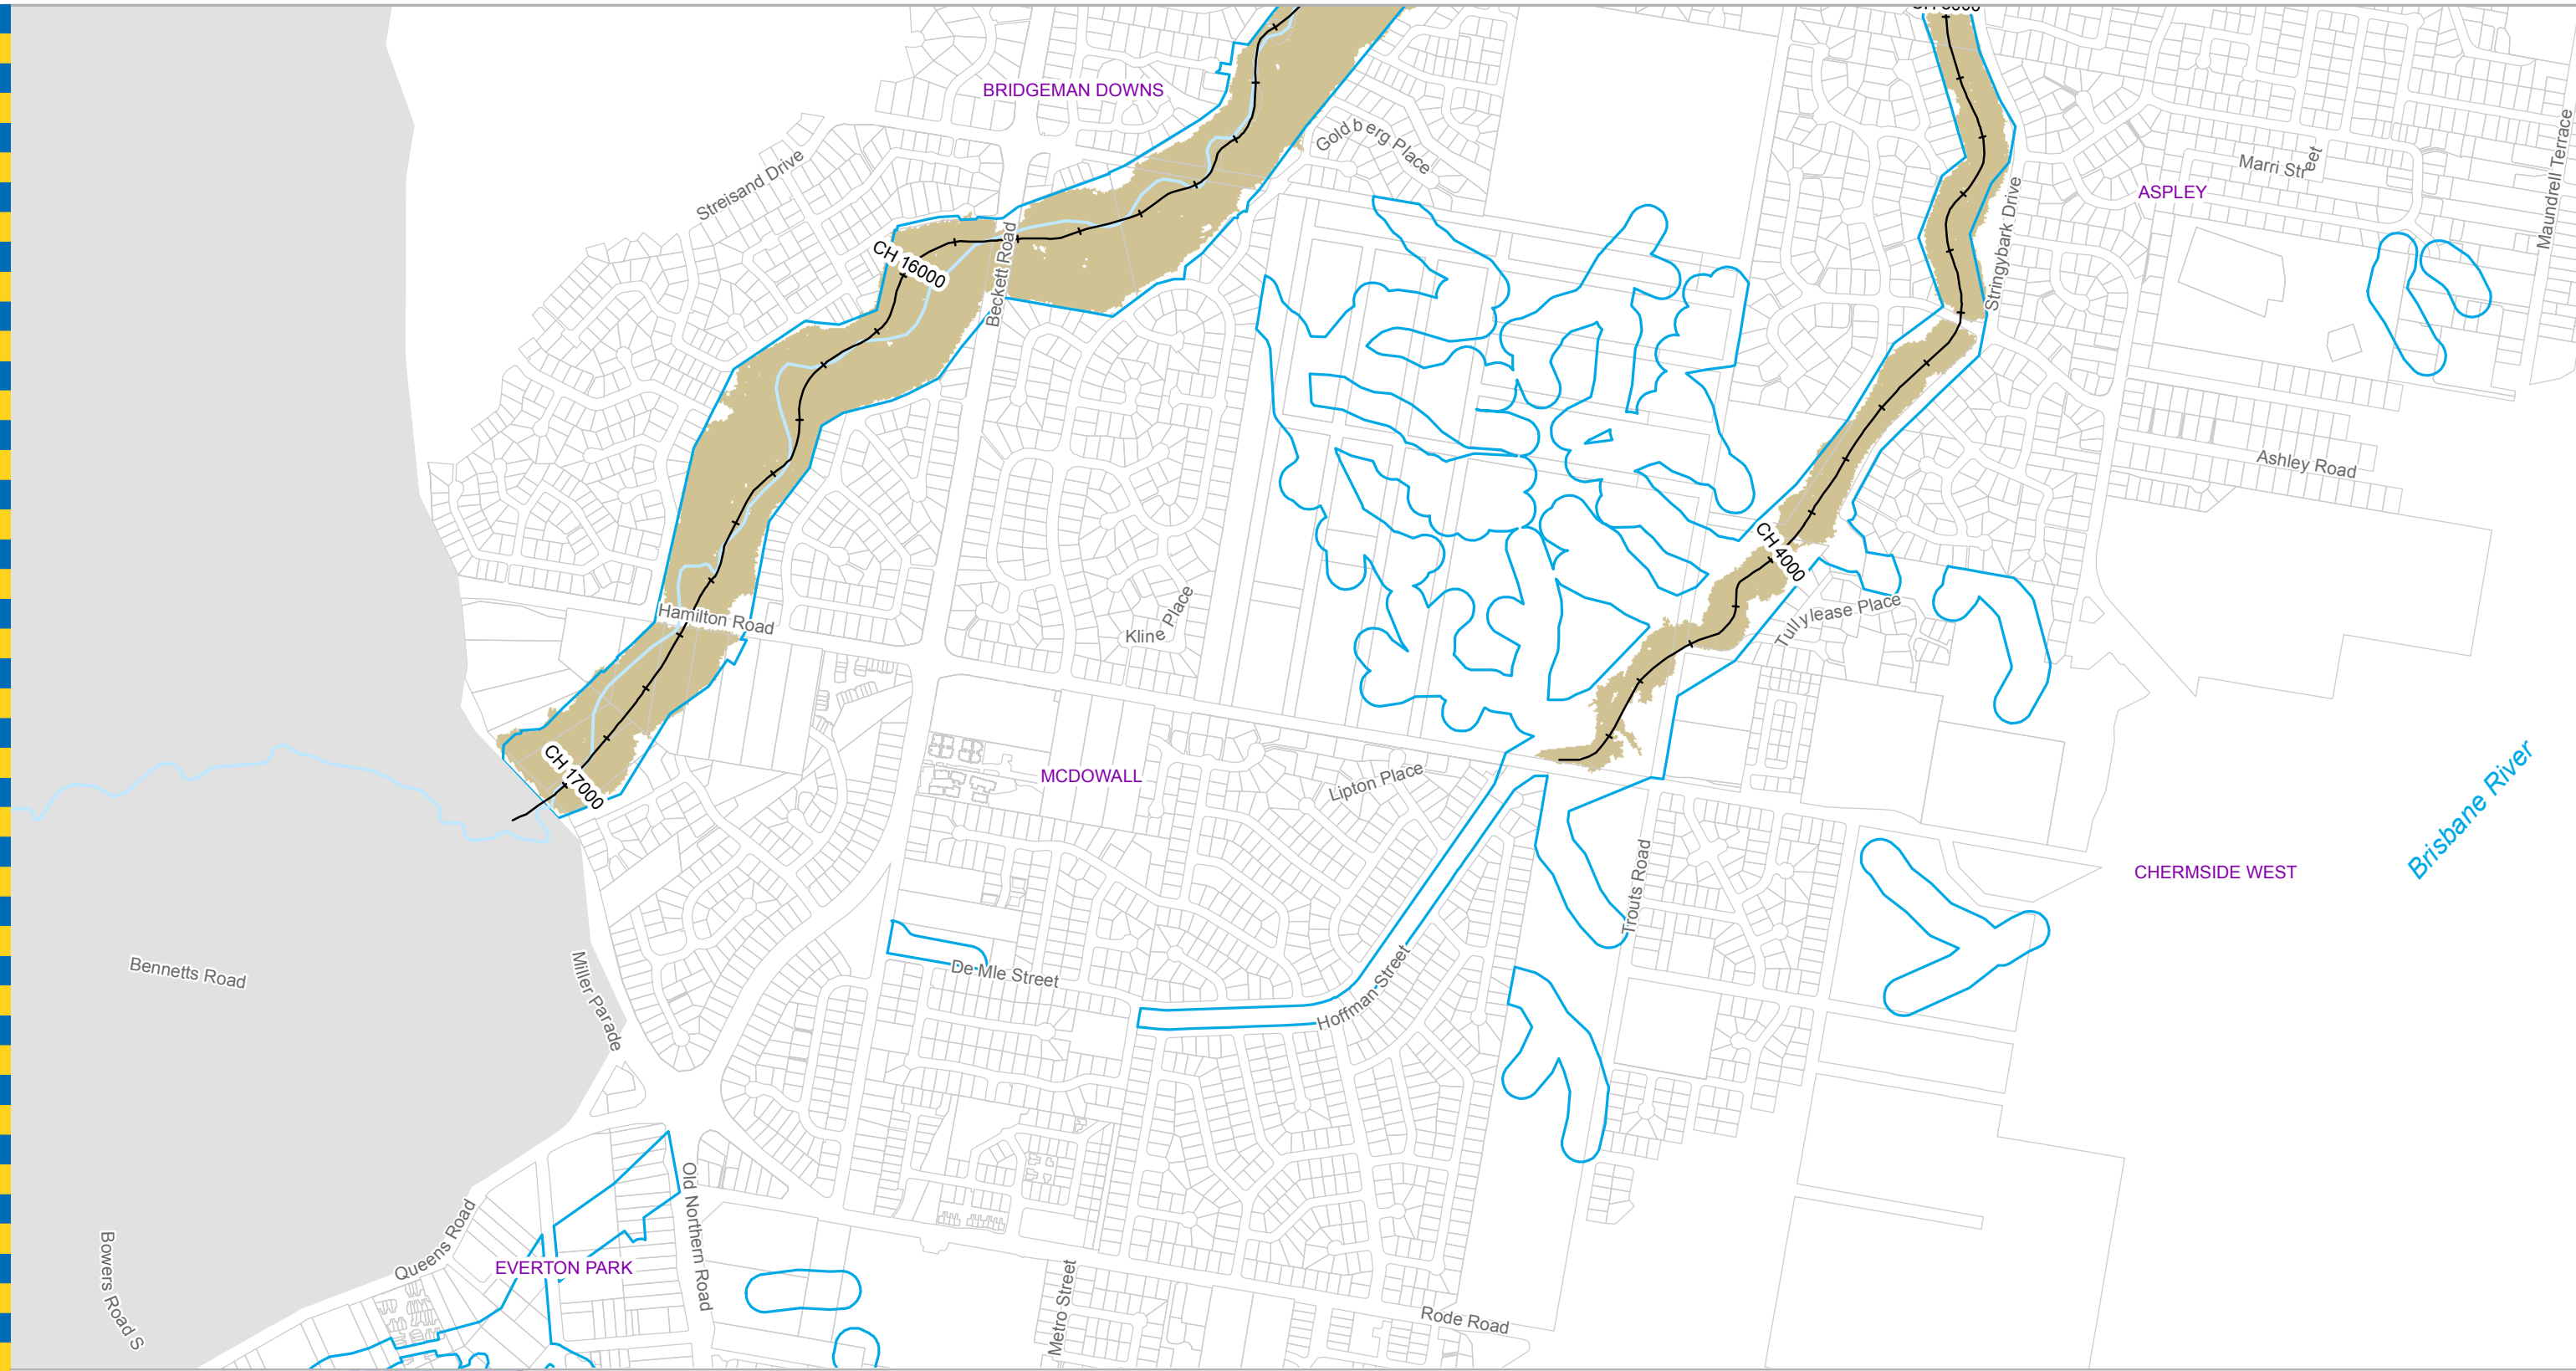 BRIDGEMAN DOWNS
Goldberg Place
Streisand Drive
Marri Street
Maundrell Terrace
ASPLEY
Stringybark Drive
CH 16000
Beckett Road
Ashley Road
CH 4000
Tullylease Place
Hamilton Road
Kline Place
CH 17000
MCDOWALL
Lipton Place
Brisbane River
CHERMSIDE WEST
Trouts Road
Bennetts Road
De Mle Street
Miller Parade
Hoffman Street
Old Northern Road
Queens Road
Bowers Road S
EVERTON PARK
Metro Street
Rode Road